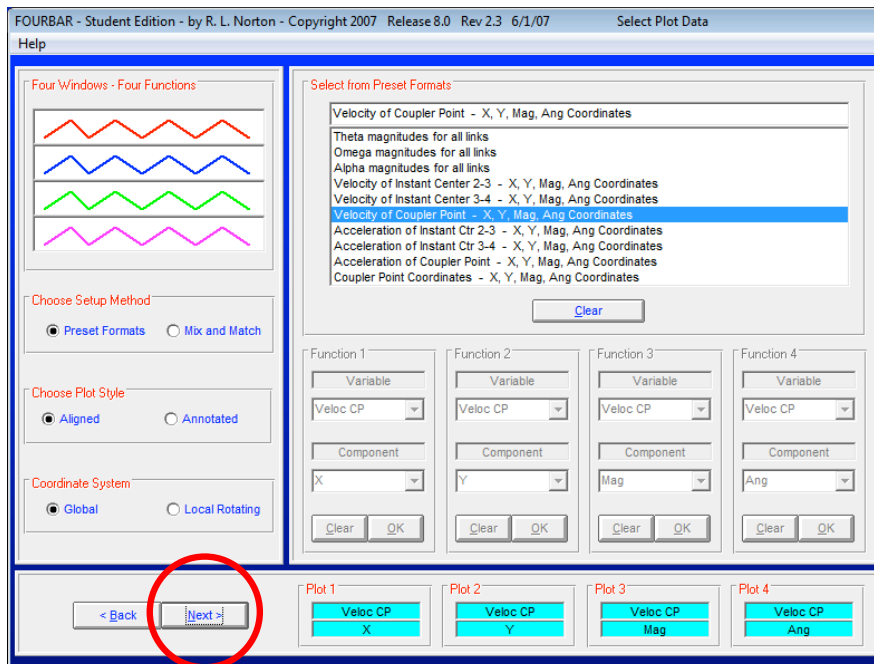 FOURBAR - Student Edition - by R. L. Norton - Copyright 2007 Release 8.0 Rev 2.3 6/1/07 Select Plot Data
Help
Four Windows - Four Functions
Choose Setup Method
Preset Formats Mix and Match
Choose Plot Style
Aligned Annotated
Coordinate System
Global Local Rotating
Select from Preset Formats
Velocity of Coupler Point - X, Y, Mag, Ang Coordinates
Theta magnitudes for all links
Omega magnitudes for all links
Alpha magnitudes for all links
Velocity of Instant Center 2-3 - X, Y, Mag, Ang Coordinates
Velocity of Instant Center 3-4 - X, Y, Mag, Ang Coordinates
Velocity of Coupler Point - X, Y, Mag, Ang Coordinates
Acceleration of Instant Ctr 2-3 - X, Y, Mag, Ang Coordinates
Acceleration of Instant Ctr 3-4 - X, Y, Mag, Ang Coordinates
Acceleration of Coupler Point - X, Y, Mag, Ang Coordinates
Coupler Point Coordinates - X, Y, Mag, Ang Coordinates
Clear
Function 1 Function 2 Function 3 Function 4
Variable Variable Variable Variable
Veloc CP Veloc CP Veloc CP Veloc CP
Component Component Component Component
X Y Mag Ang
Clear OK Clear OK Clear OK Clear OK
< Back Next >
Plot 1 Plot 2 Plot 3 Plot 4
Veloc CP Veloc CP Veloc CP Veloc CP
X Y Mag Ang